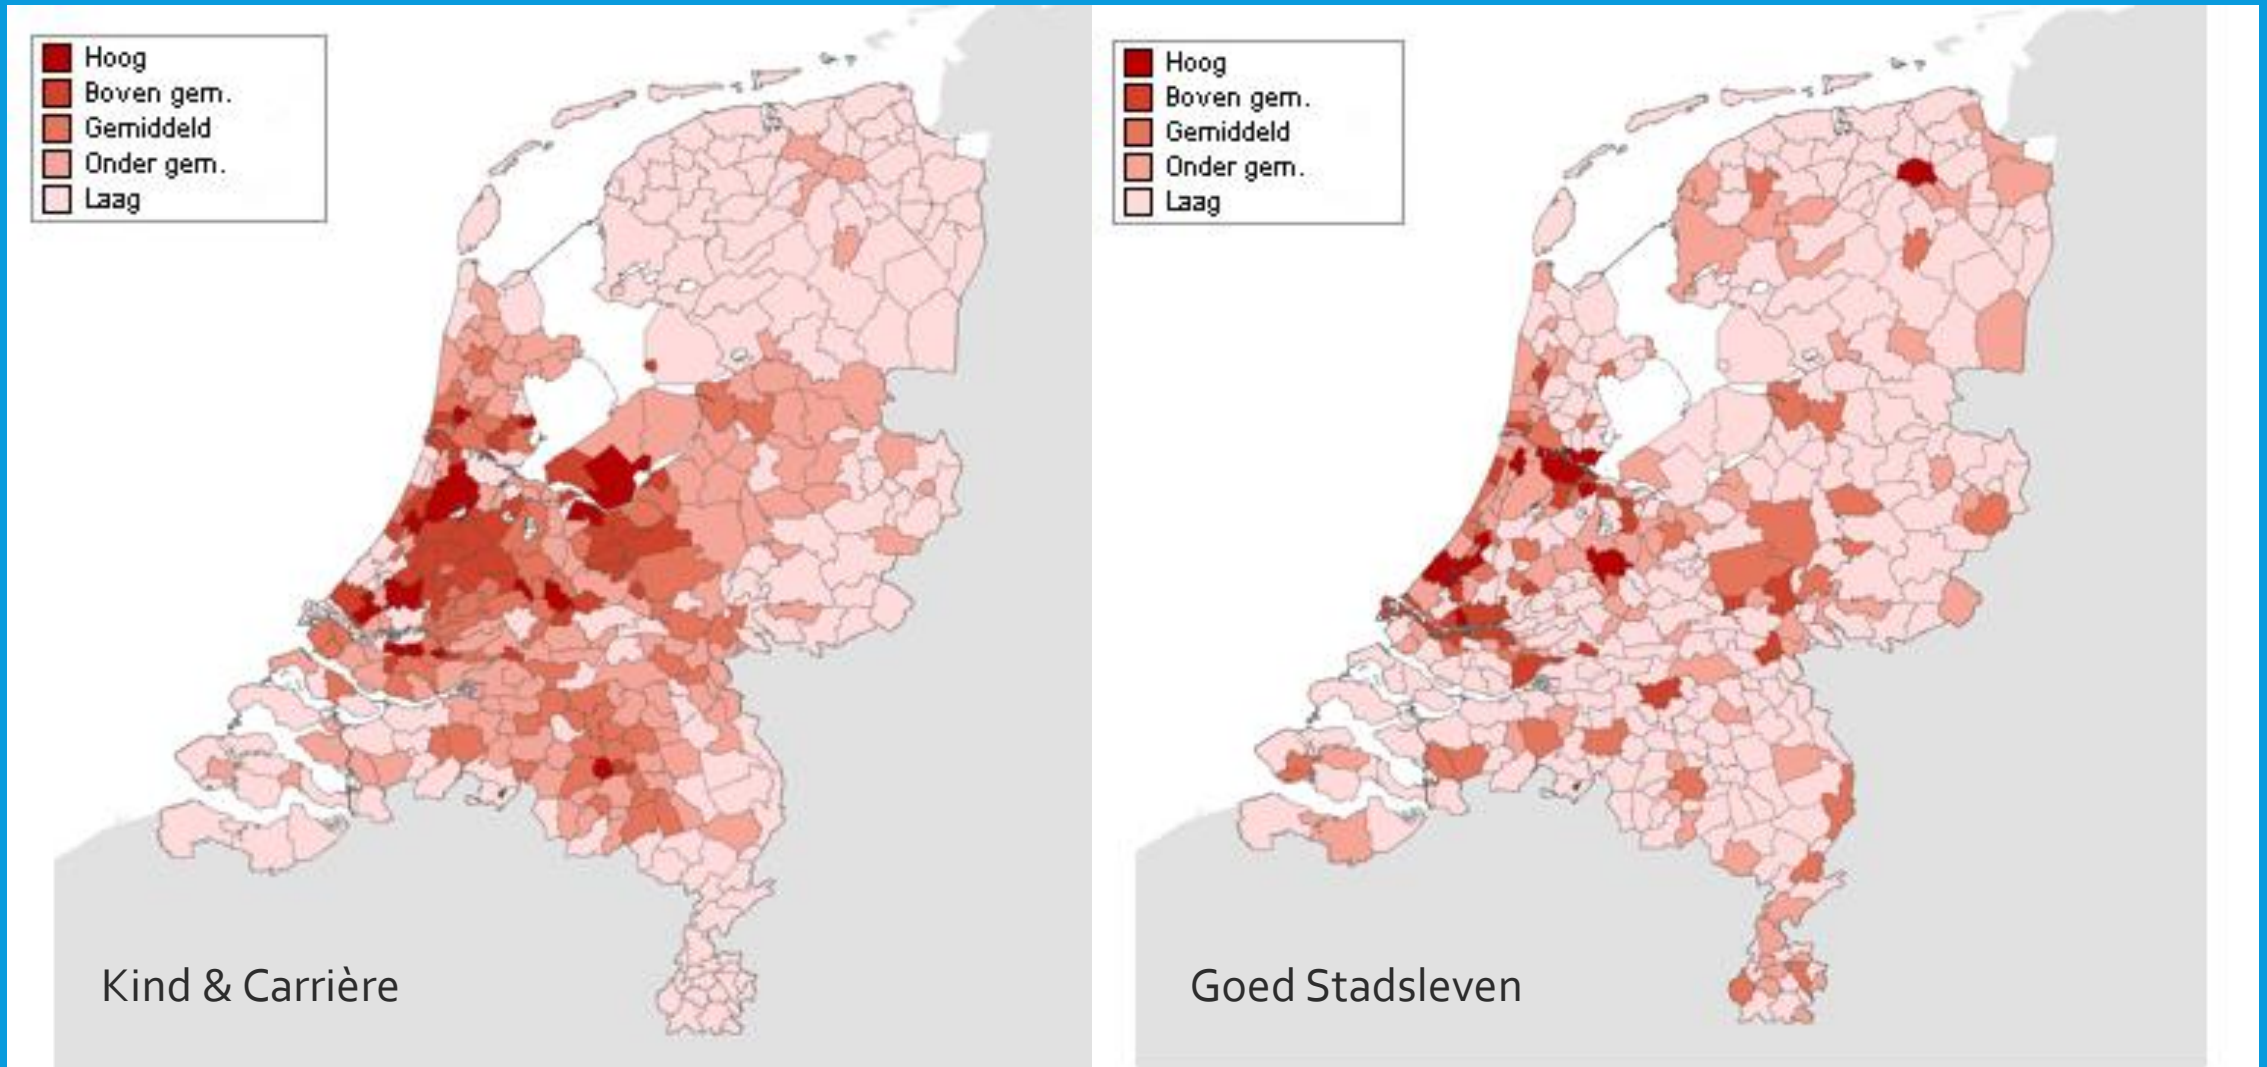 Hoog
Boven gem.
Gemiddeld
Onder gem.
Laag
Kind & Carrière
Hoog
Boven gem.
Gemiddeld
Onder gem.
Laag
Goed Stadsleven